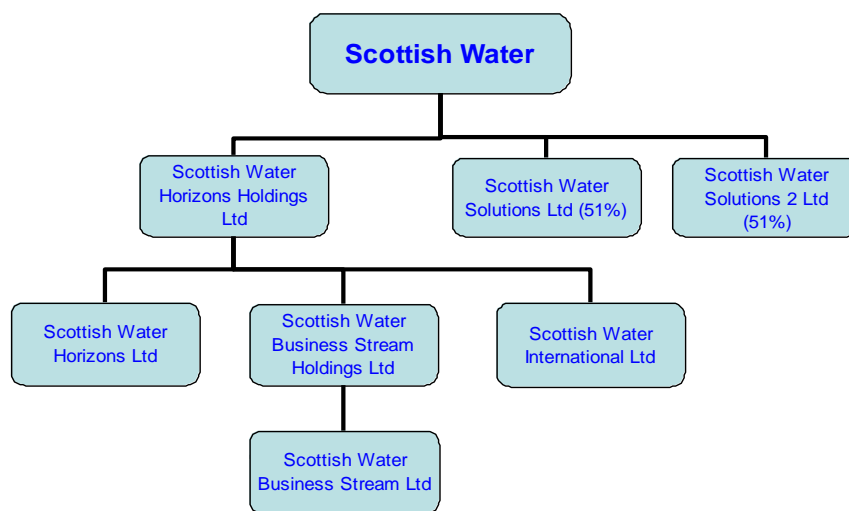 Scottish Water
Scottish Water
Horizons Holdings
Ltd
Scottish Water
Solutions Ltd (51%)
Scottish Water
Solutions 2 Ltd
(51%)
Scottish Water
Horizons Ltd
Scottish Water
Business Stream
Holdings Ltd
Scottish Water
International Ltd
Scottish Water
Business Stream Ltd